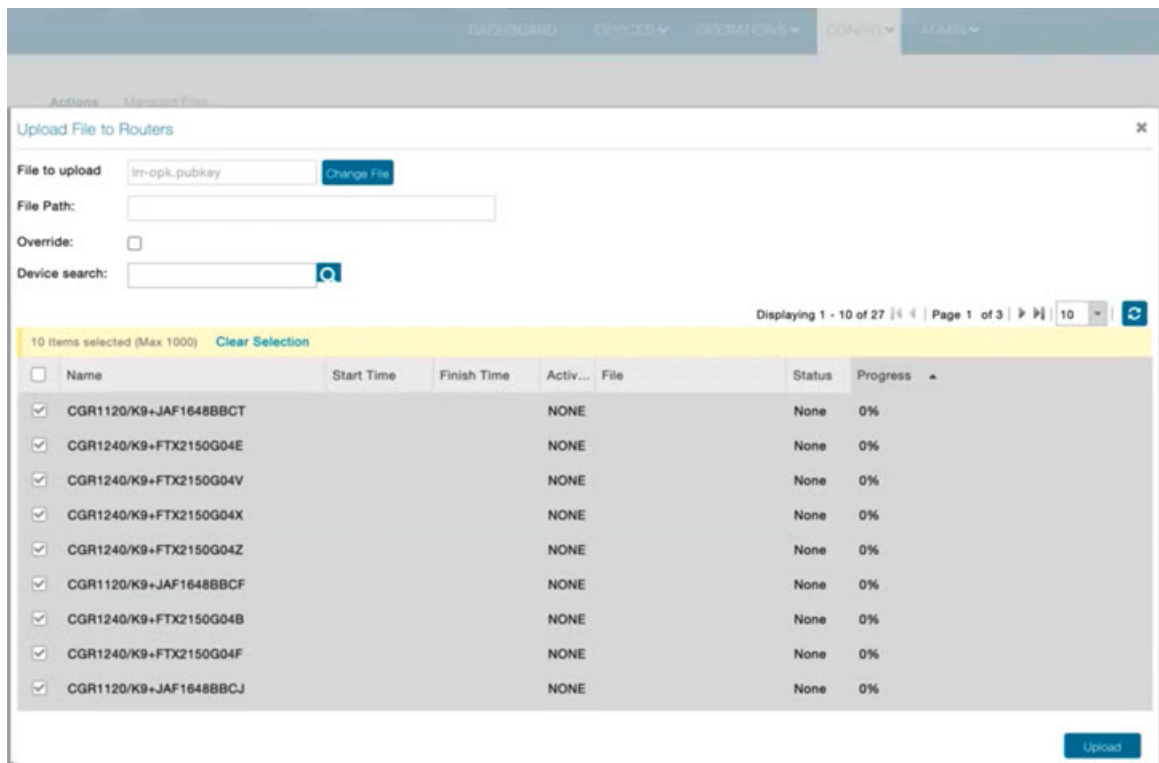 DASHBOARD DEVICES OPERATIONS CONFIG ADMIN
Actions Managed Files
Upload File to Routers
File to upload lrr-opk.pubkey Change File
File Path:
Override:
Device search:
Displaying 1 - 10 of 27 Page 1 of 3 10
10 Items selected (Max 1000) Clear Selection
Name Start Time Finish Time Activ... File Status Progress
CGR1120/K9+JAF1648BBCT NONE None 0%
CGR1240/K9+FTX2150G04E NONE None 0%
CGR1240/K9+FTX2150G04V NONE None 0%
CGR1240/K9+FTX2150G04X NONE None 0%
CGR1240/K9+FTX2150G04Z NONE None 0%
CGR1120/K9+JAF1648BBCF NONE None 0%
CGR1240/K9+FTX2150G04B NONE None 0%
CGR1240/K9+FTX2150G04F NONE None 0%
CGR1120/K9+JAF1648BBCJ NONE None 0%
Upload